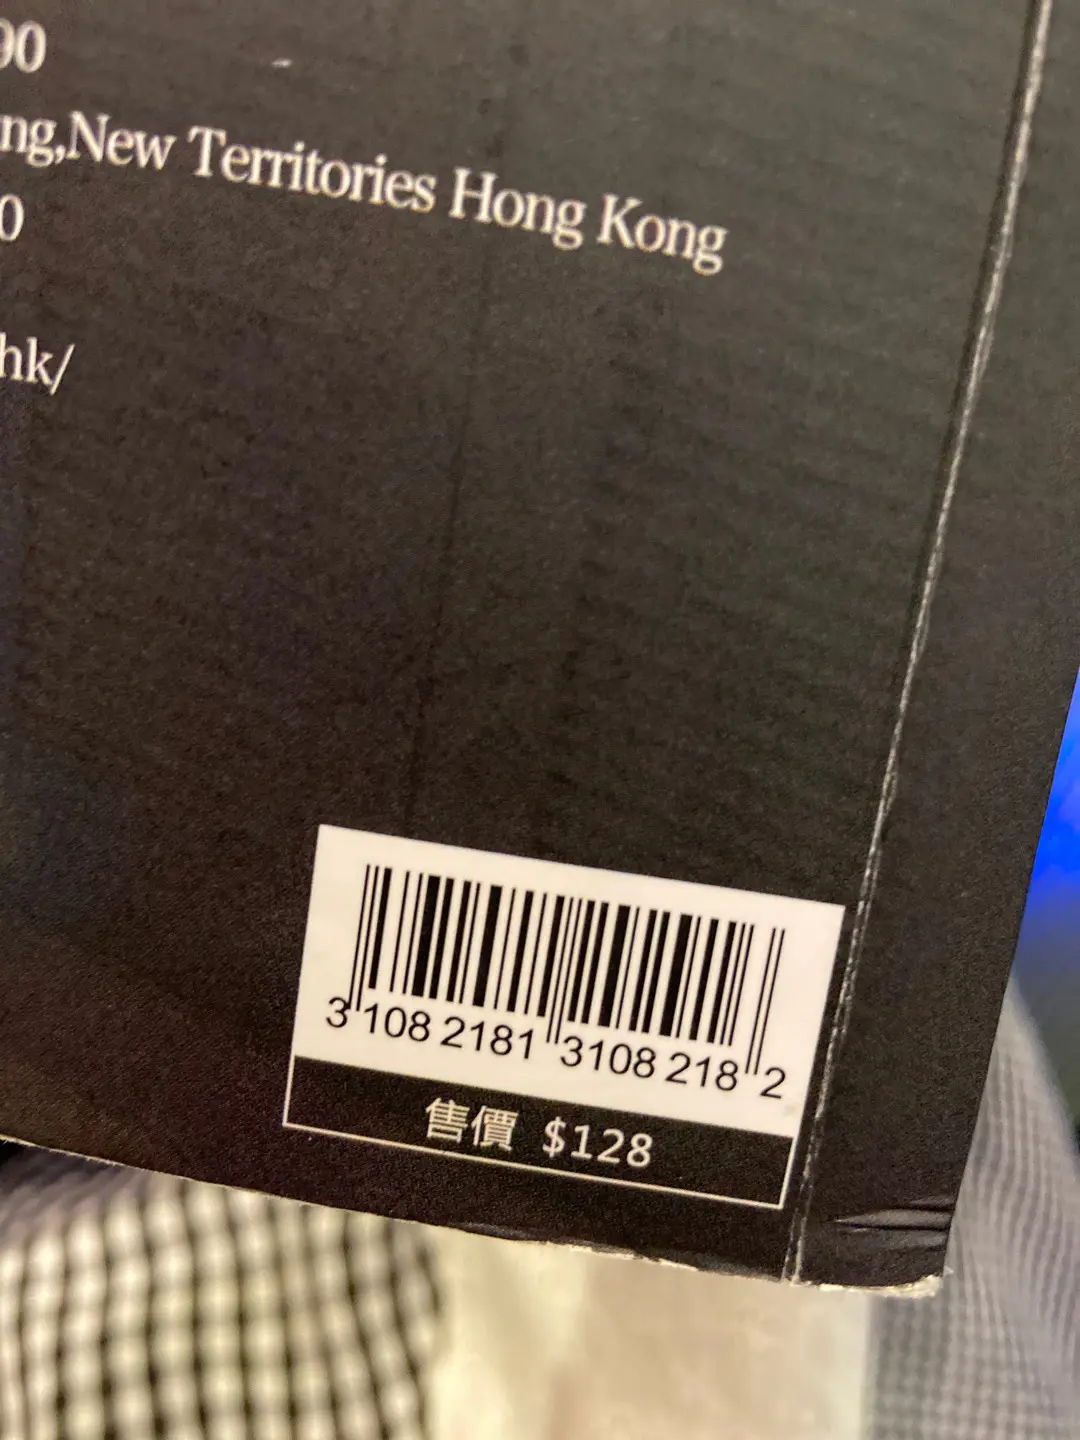 90
ng,New Territories Hong Kong
0
hk/
3 108 2181 3108 218 2
售價 $128